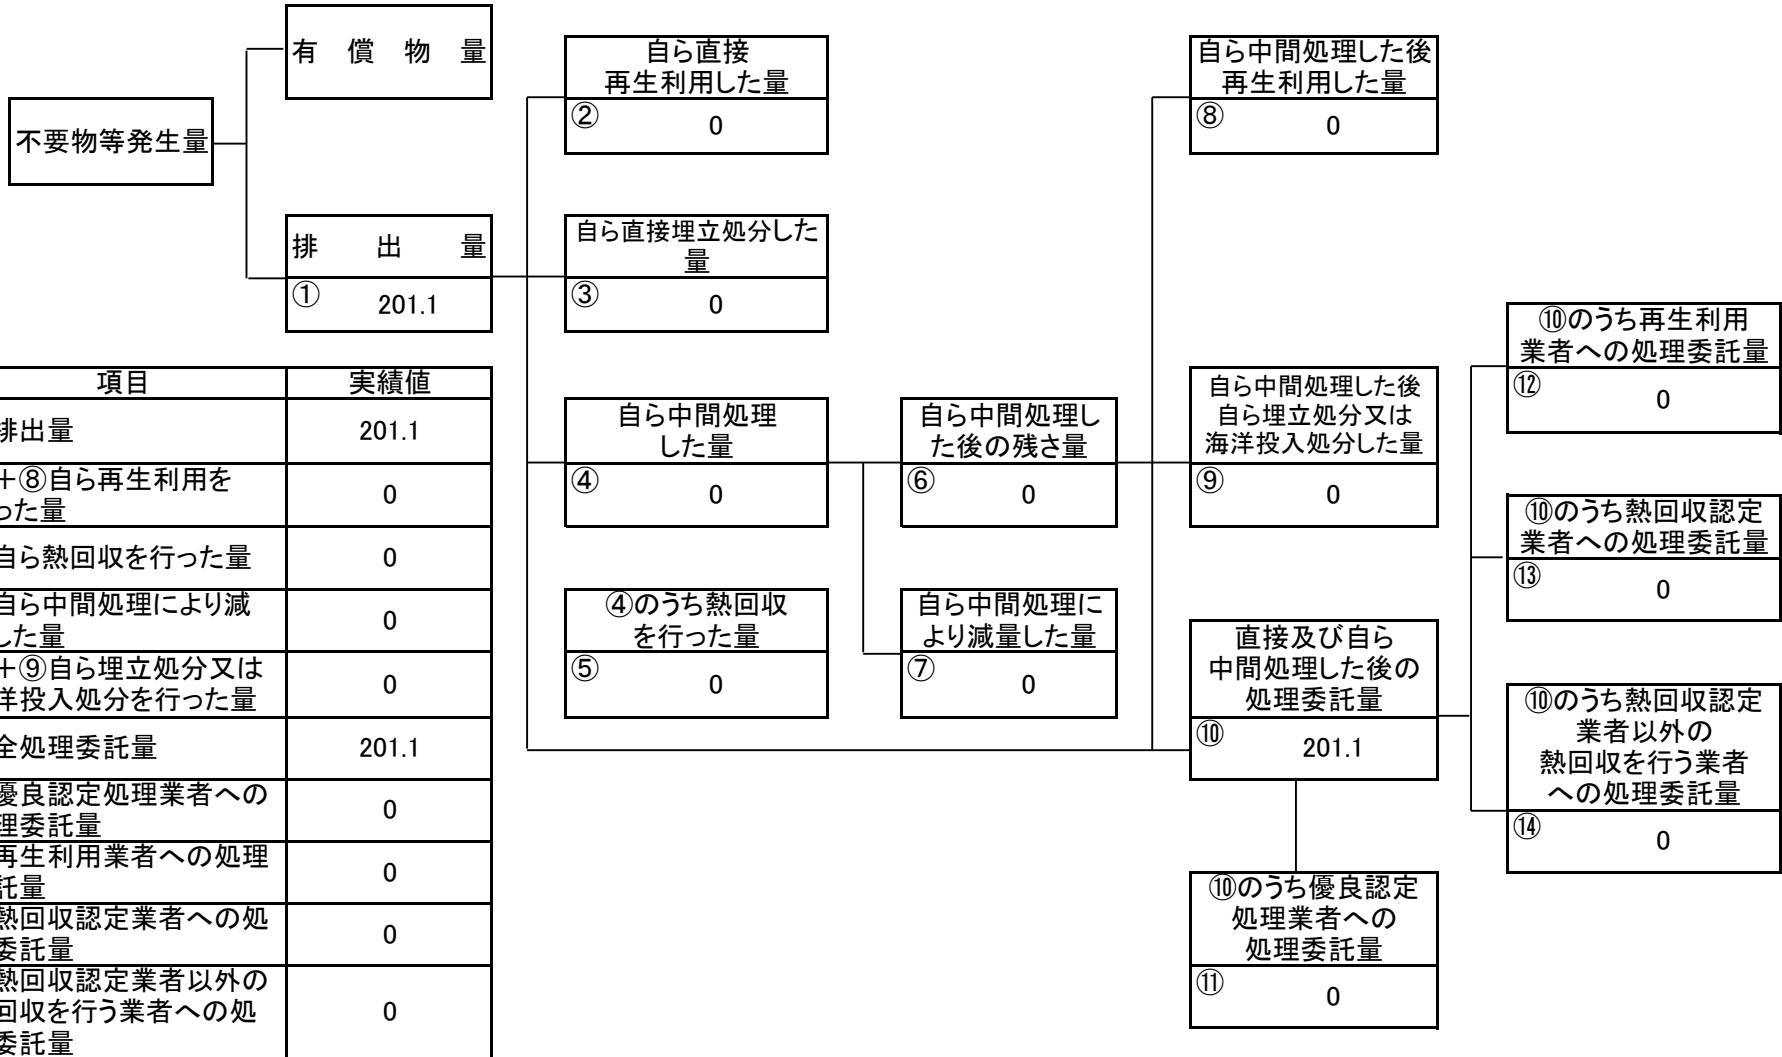 有 償 物 量
不要物等発生量
排 出 量
① 201.1
自ら直接
再生利用した量
② 0
自ら直接埋立処分した
量
③ 0
自ら中間処理
した量
④ 0
④のうち熱回収
を行った量
⑤ 0
自ら中間処理し
た後の残さ量
⑥ 0
自ら中間処理に
より減量した量
⑦ 0
自ら中間処理した後
再生利用した量
⑧ 0
自ら中間処理した後
自ら埋立処分又は
海洋投入処分した量
⑨ 0
直接及び自ら
中間処理した後の
処理委託量
⑩ 201.1
⑩のうち優良認定
処理業者への
処理委託量
⑪ 0
⑩のうち再生利用
業者への処理委託量
⑫ 0
⑩のうち熱回収認定
業者への処理委託量
⑬ 0
⑩のうち熱回収認定
業者以外の
熱回収を行う業者
への処理委託量
⑭ 0
項目 実績値
排出量 201.1
+⑧自ら再生利用を
った量 0
自ら熱回収を行った量 0
自ら中間処理により減
した量 0
+⑨自ら埋立処分又は
洋投入処分を行った量 0
全処理委託量 201.1
優良認定処理業者への
理委託量 0
再生利用業者への処理
託量 0
熱回収認定業者への処
委託量 0
熱回収認定業者以外の
回収を行う業者への処
委託量 0